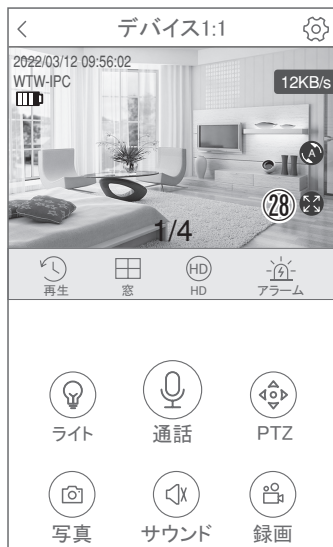 デバイス1:1
2022/03/12 09:56:02
WTW-IPC
12KB/s
A
㉘
1/4
HD
再生 窓 HD アラーム
ライト 通話 PTZ
写真 サウンド 録画